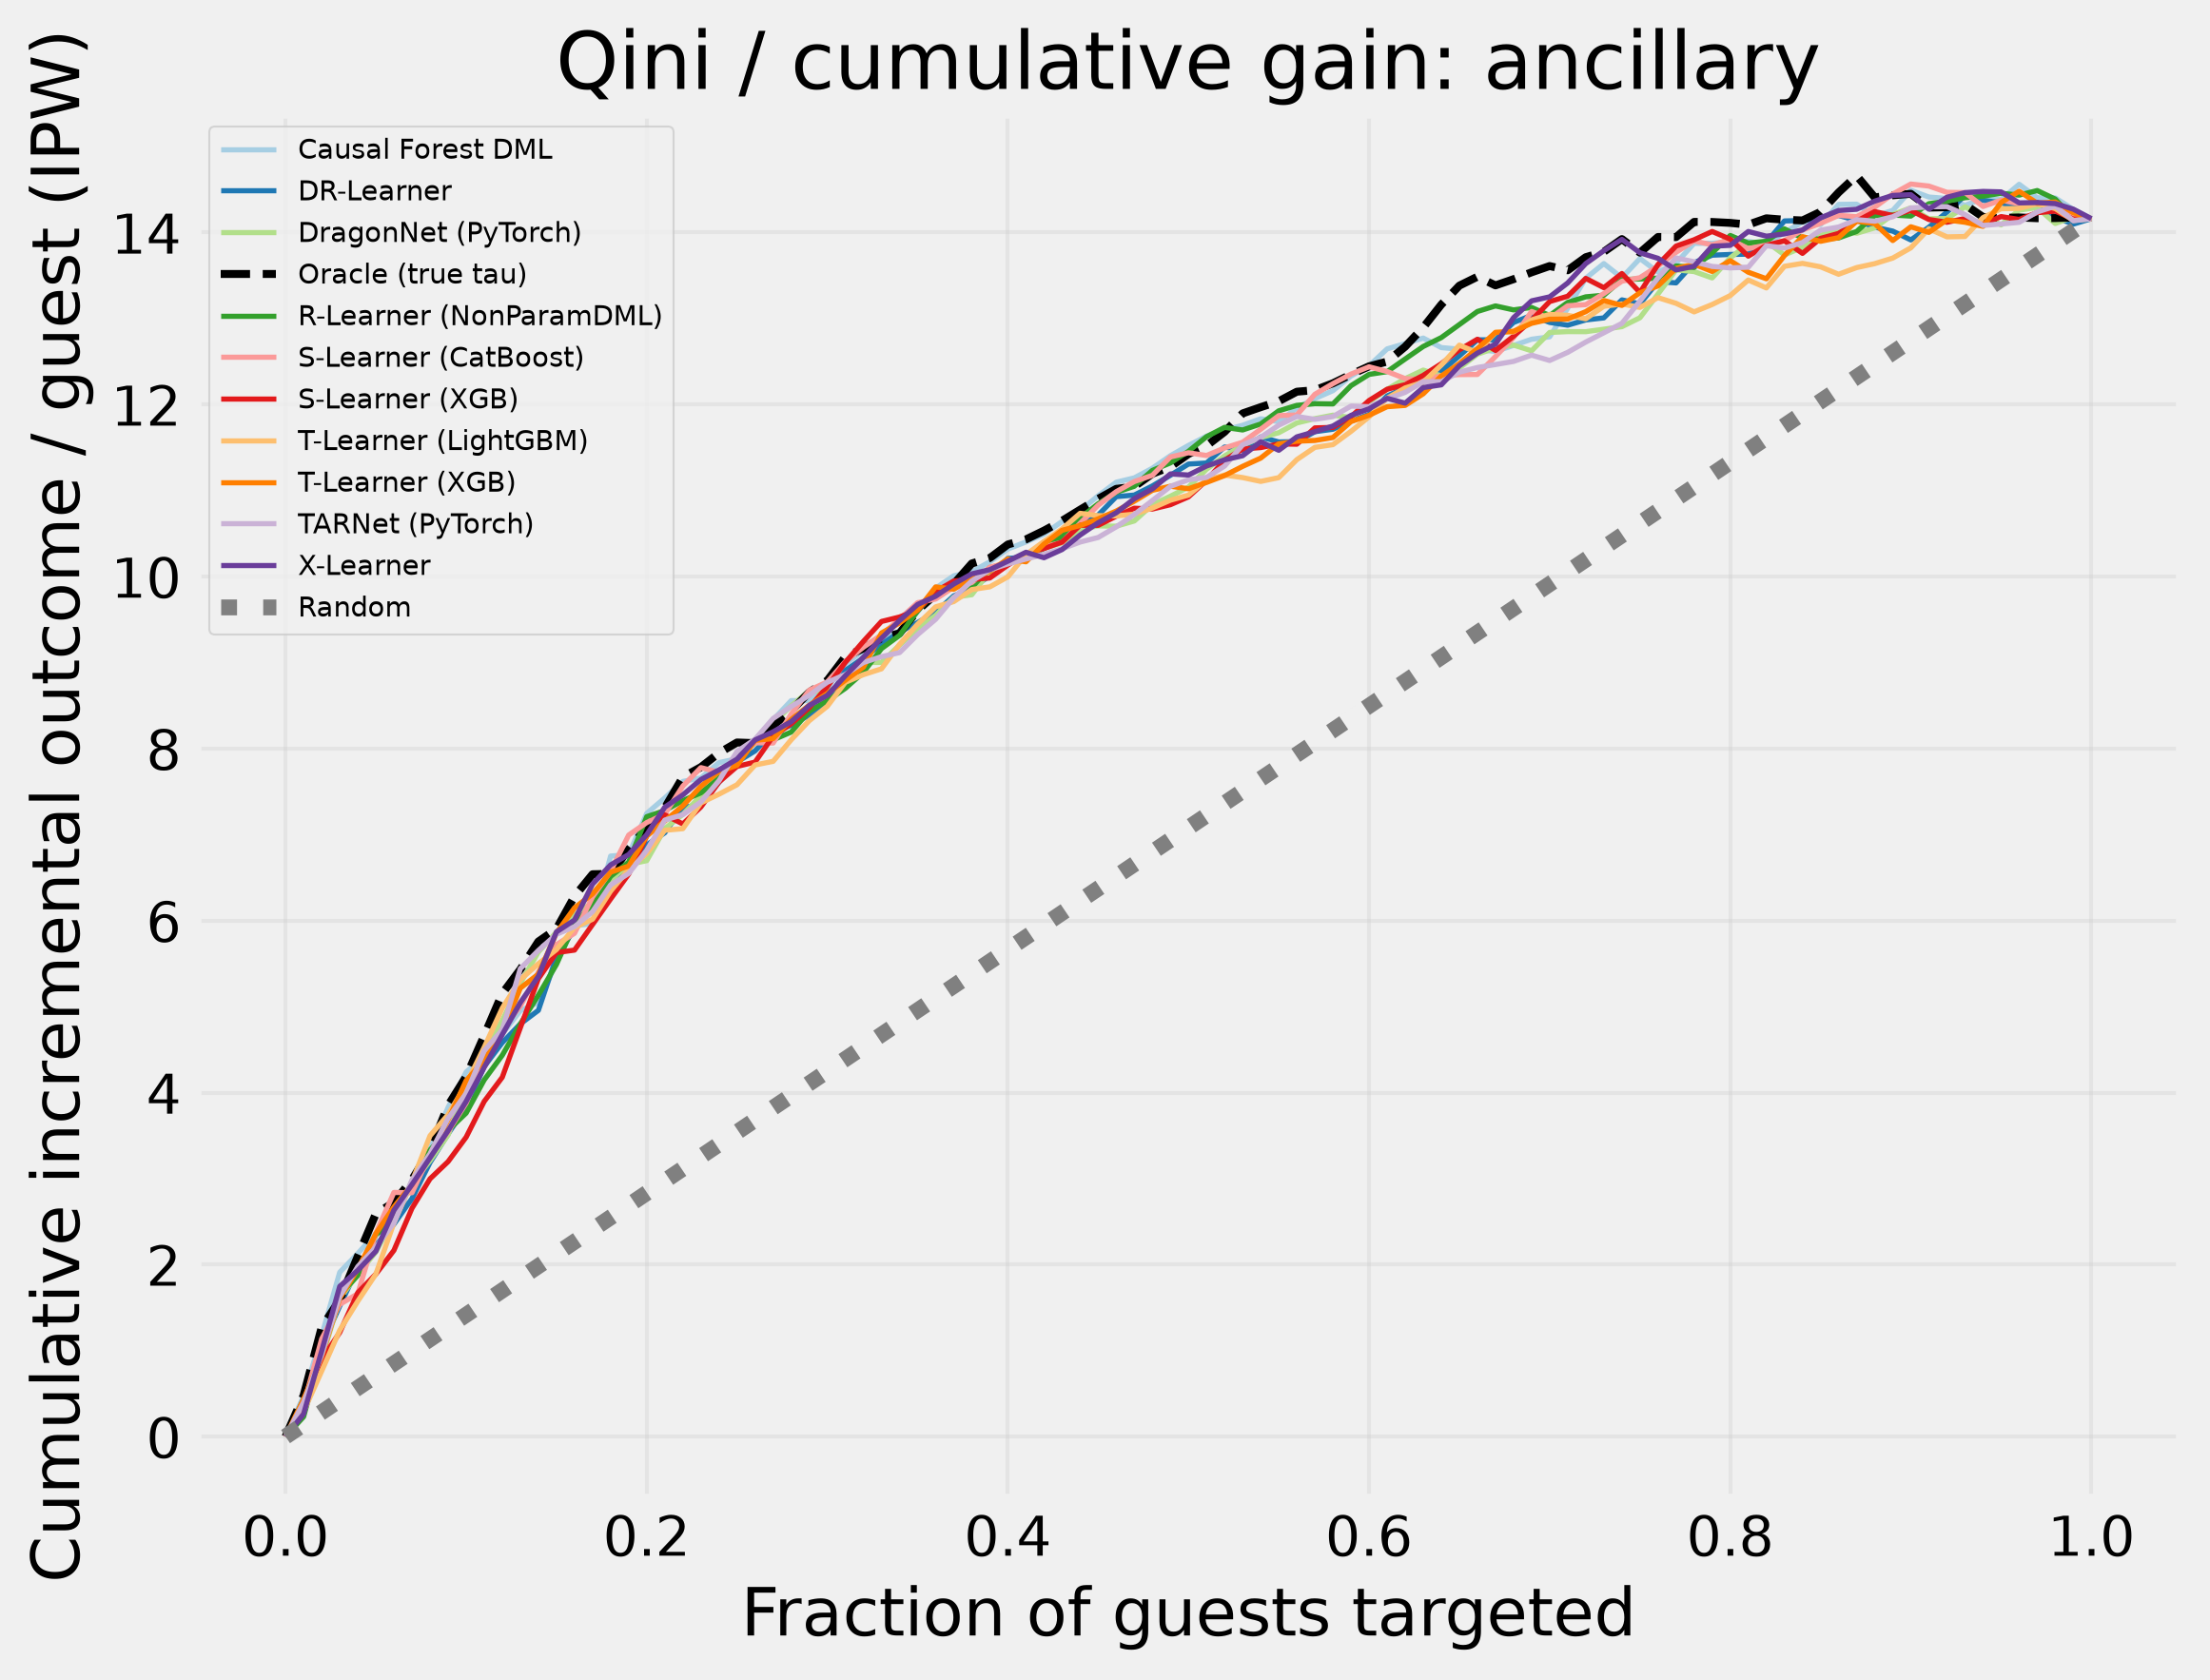 Qini / cumulative gain: ancillary
Cumulative incremental outcome / guest (IPW)
Causal Forest DML
DR-Learner
DragonNet (PyTorch)
Oracle (true tau)
R-Learner (NonParamDML)
S-Learner (CatBoost)
S-Learner (XGB)
T-Learner (LightGBM)
T-Learner (XGB)
TARNet (PyTorch)
X-Learner
Random
14
12
10
8
6
4
2
0
0.0 0.2 0.4 0.6 0.8 1.0
Fraction of guests targeted